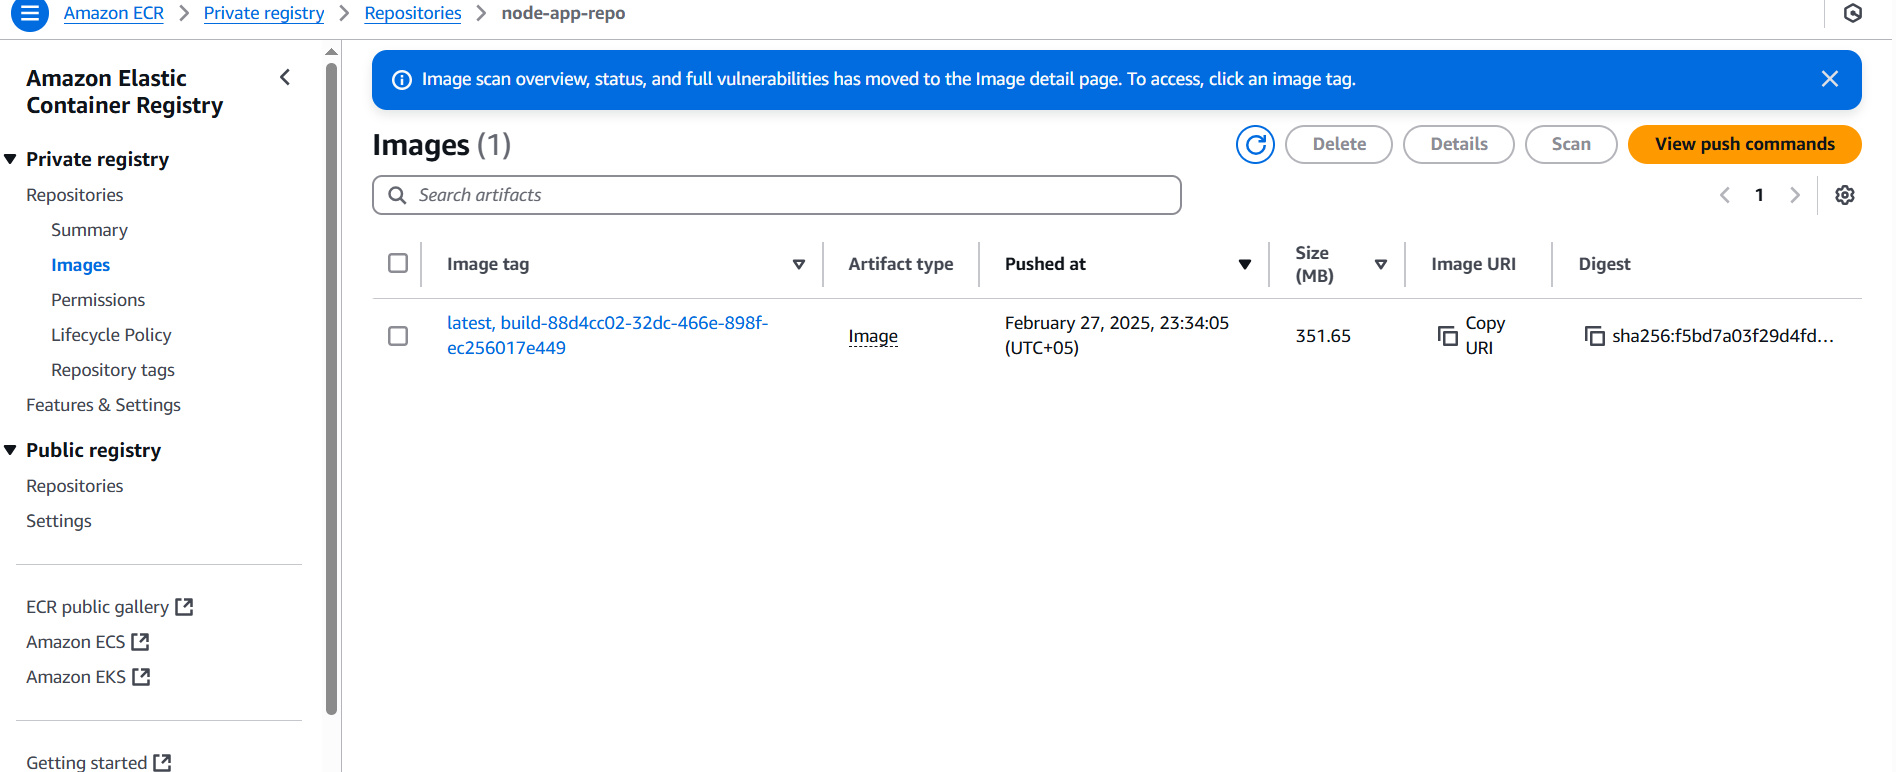 Amazon ECR > Private registry > Repositories > node-app-repo
Amazon Elastic
Container Registry
Private registry
Repositories
Summary
Images
Permissions
Lifecycle Policy
Repository tags
Features & Settings
Public registry
Repositories
Settings
ECR public gallery
Amazon ECS
Amazon EKS
Getting started
Image scan overview, status, and full vulnerabilities has moved to the Image detail page. To access, click an image tag.
Images (1)
Delete
Details
Scan
View push commands
Search artifacts
1
Image tag
Artifact type
Pushed at
Size
(MB)
Image URI
Digest
latest, build-88d4cc02-32dc-466e-898f-
ec256017e449
Image
February 27, 2025, 23:34:05
(UTC+05)
351.65
Copy
URI
sha256:f5bd7a03f29d4fd...